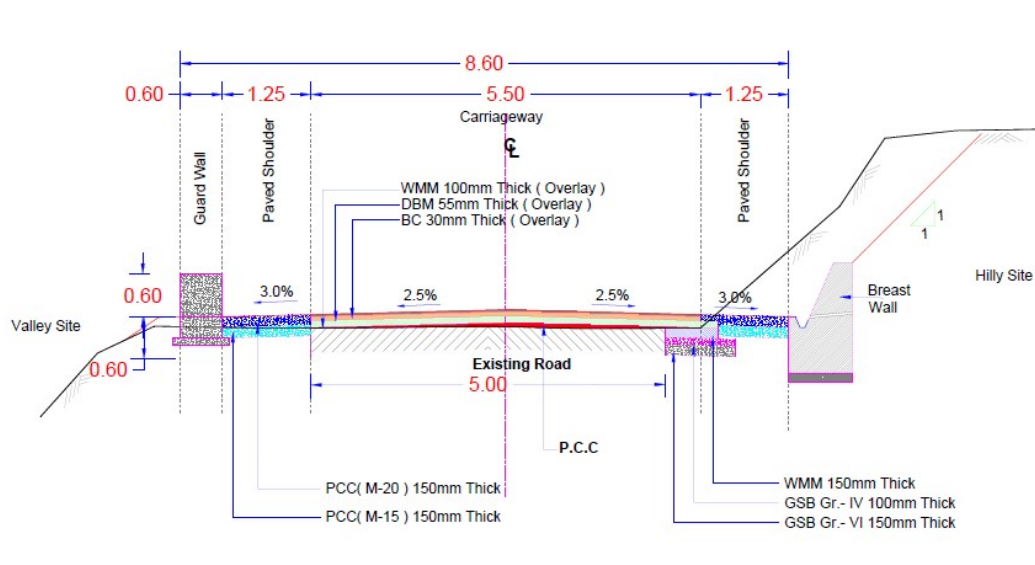 8.60
0.60
1.25
5.50
1.25
Carriageway
CL
Guard Wall
Paved Shoulder
Paved Shoulder
WMM 100mm Thick ( Overlay )
DBM 55mm Thick ( Overlay )
BC 30mm Thick ( Overlay )
1
1
Hilly Site
0.60
3.0%
2.5%
2.5%
3.0%
Breast
Wall
Valley Site
0.60
Existing Road
5.00
P.C.C
PCC( M-20 ) 150mm Thick
PCC( M-15 ) 150mm Thick
WMM 150mm Thick
GSB Gr.- IV 100mm Thick
GSB Gr.- VI 150mm Thick